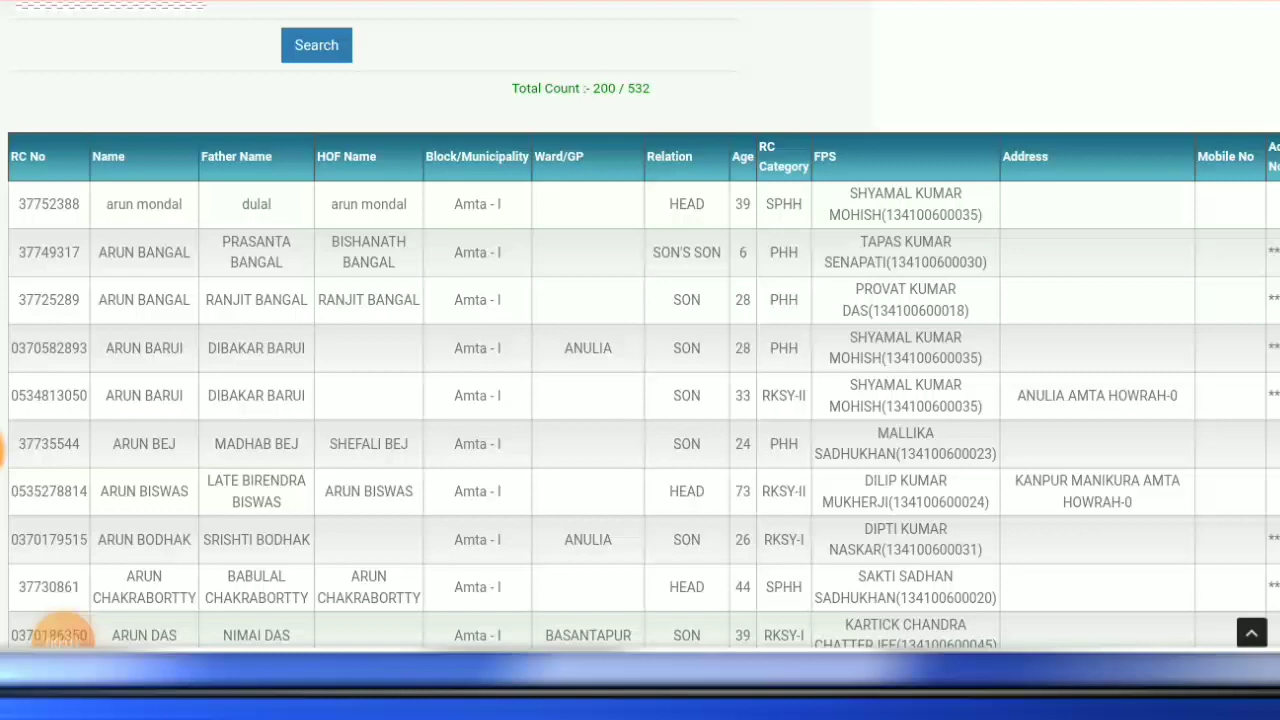 Search
Total Count :- 200 / 532
RC No Name Father Name HOF Name Block/Municipality Ward/GP Relation Age RC Category FPS Address Mobile No
37752388 arun mondal dulal arun mondal Amta - I HEAD 39 SPHH SHYAMAL KUMAR MOHISH(134100600035)
37749317 ARUN BANGAL PRASANTA BANGAL BISHANATH BANGAL Amta - I SON'S SON 6 PHH TAPAS KUMAR SENAPATI(134100600030) **
37725289 ARUN BANGAL RANJIT BANGAL RANJIT BANGAL Amta - I SON 28 PHH PROVAT KUMAR DAS(134100600018) **
0370582893 ARUN BARUI DIBAKAR BARUI Amta - I ANULIA SON 28 PHH SHYAMAL KUMAR MOHISH(134100600035) **
0534813050 ARUN BARUI DIBAKAR BARUI Amta - I SON 33 RKSY-II SHYAMAL KUMAR MOHISH(134100600035) ANULIA AMTA HOWRAH-0 **
37735544 ARUN BEJ MADHAB BEJ SHEFALI BEJ Amta - I SON 24 PHH MALLIKA SADHUKHAN(134100600023) **
0535278814 ARUN BISWAS LATE BIRENDRA BISWAS ARUN BISWAS Amta - I HEAD 73 RKSY-II DILIP KUMAR MUKHERJI(134100600024) KANPUR MANIKURA AMTA HOWRAH-0
0370179515 ARUN BODHAK SRISHTI BODHAK Amta - I ANULIA SON 26 RKSY-I DIPTI KUMAR NASKAR(134100600031) **
37730861 ARUN CHAKRABORTTY BABULAL CHAKRABORTTY ARUN CHAKRABORTTY Amta - I HEAD 44 SPHH SAKTI SADHAN SADHUKHAN(134100600020) **
0370186350 ARUN DAS NIMAI DAS Amta - I BASANTAPUR SON 39 RKSY-I KARTICK CHANDRA CHATTERJEE(134100600045) **